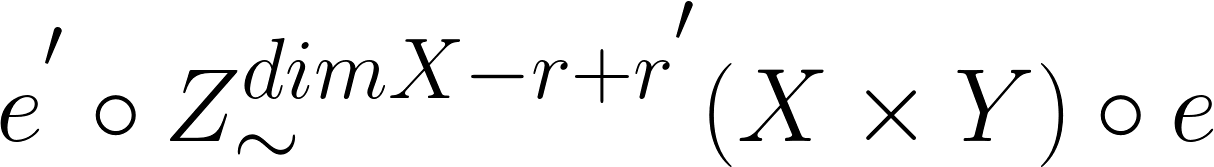 e′ ∘ Z_∼^{dimX−r+r′}(X × Y) ∘ e